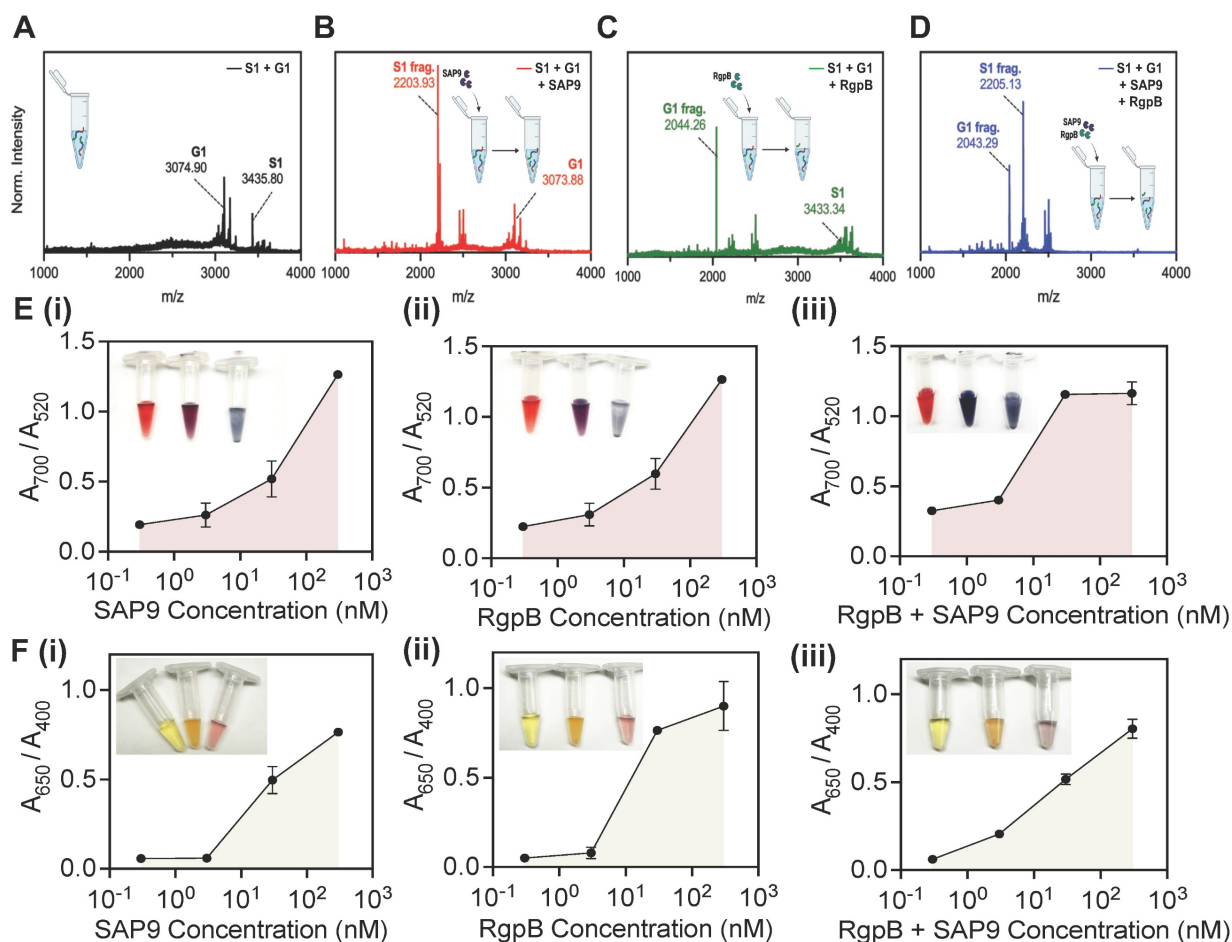 A
S1 + G1
G1
3074.90
S1
3435.80
Norm. Intensity
1000
2000
3000
4000
m/z
B
S1 frag.
2203.93
SAP9
S1 + G1
+ SAP9
G1
3073.88
1000
2000
3000
4000
m/z
C
S1 + G1
+ RgpB
RgpB
G1 frag.
2044.26
S1
3433.34
1000
2000
3000
4000
m/z
D
S1 + G1
+ SAP9
+ RgpB
S1 frag.
2205.13
G1 frag.
2043.29
SAP9
RgpB
1000
2000
3000
4000
m/z
E (i)
1.5
1.0
0.5
0.0
A₇₀₀ / A₅₂₀
10⁻¹ 10⁰ 10¹ 10² 10³
SAP9 Concentration (nM)
(ii)
1.5
1.0
0.5
0.0
A₇₀₀ / A₅₂₀
10⁻¹ 10⁰ 10¹ 10² 10³
RgpB Concentration (nM)
(iii)
1.5
1.0
0.5
0.0
A₇₀₀ / A₅₂₀
10⁻¹ 10⁰ 10¹ 10² 10³
RgpB + SAP9 Concentration (nM)
F (i)
1.0
0.5
0.0
A₆₅₀ / A₄₀₀
10⁻¹ 10⁰ 10¹ 10² 10³
SAP9 Concentration (nM)
(ii)
1.0
0.5
0.0
A₆₅₀ / A₄₀₀
10⁻¹ 10⁰ 10¹ 10² 10³
RgpB Concentration (nM)
(iii)
1.0
0.5
0.0
A₆₅₀ / A₄₀₀
10⁻¹ 10⁰ 10¹ 10² 10³
RgpB + SAP9 Concentration (nM)